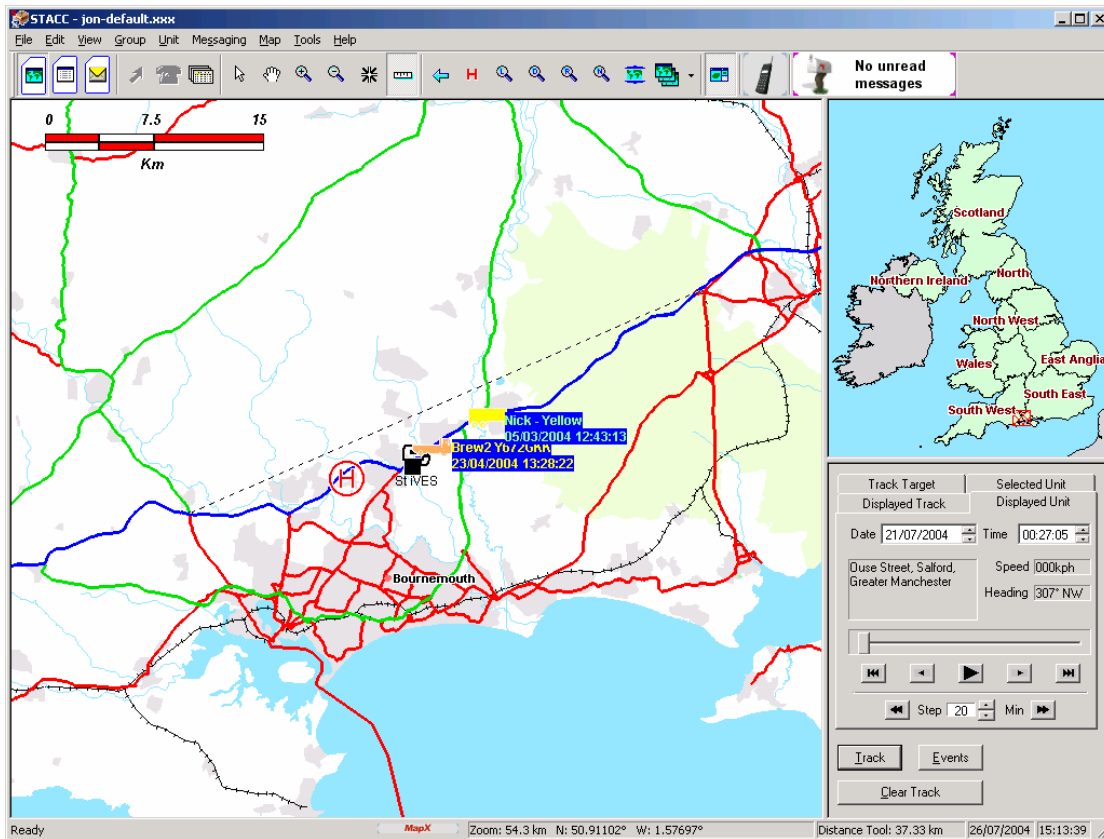 STACC - jon-default.xxx
File Edit View Group Unit Messaging Map Tools Help
No unread
messages
0 7.5 15
Km
Nick - Yellow
05/03/2004 12:43:13
Brew2 Y672GKK
23/04/2004 13:28:22
H
St iVES
Bournemouth
Scotland
Northern Ireland
North
North West
Wales
East Anglia
South East
South West
Track Target Selected Unit
Displayed Track Displayed Unit
Date 21/07/2004 Time 00:27:05
Ouse Street, Salford,
Greater Manchester
Speed 000kph
Heading 307° NW
Step 20 Min
Track Events
Clear Track
Ready MapX Zoom: 54.3 km N: 50.91102° W: 1.57697° Distance Tool: 37.33 km 26/07/2004 15:13:39